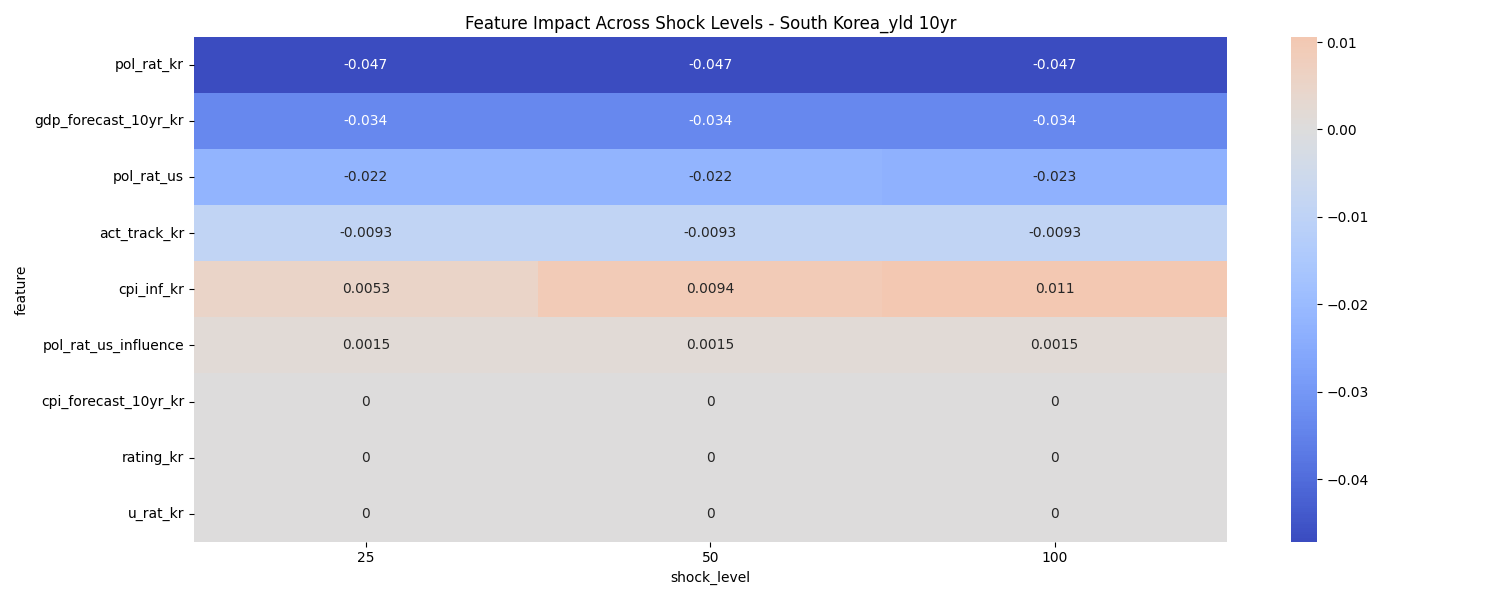 Feature Impact Across Shock Levels - South Korea_yld 10yr
feature
pol_rat_kr -0.047 -0.047 -0.047
gdp_forecast_10yr_kr -0.034 -0.034 -0.034
pol_rat_us -0.022 -0.022 -0.023
act_track_kr -0.0093 -0.0093 -0.0093
cpi_inf_kr 0.0053 0.0094 0.011
pol_rat_us_influence 0.0015 0.0015 0.0015
cpi_forecast_10yr_kr 0 0 0
rating_kr 0 0 0
u_rat_kr 0 0 0
25 50 100
shock_level
0.01
0.00
−0.01
−0.02
−0.03
−0.04